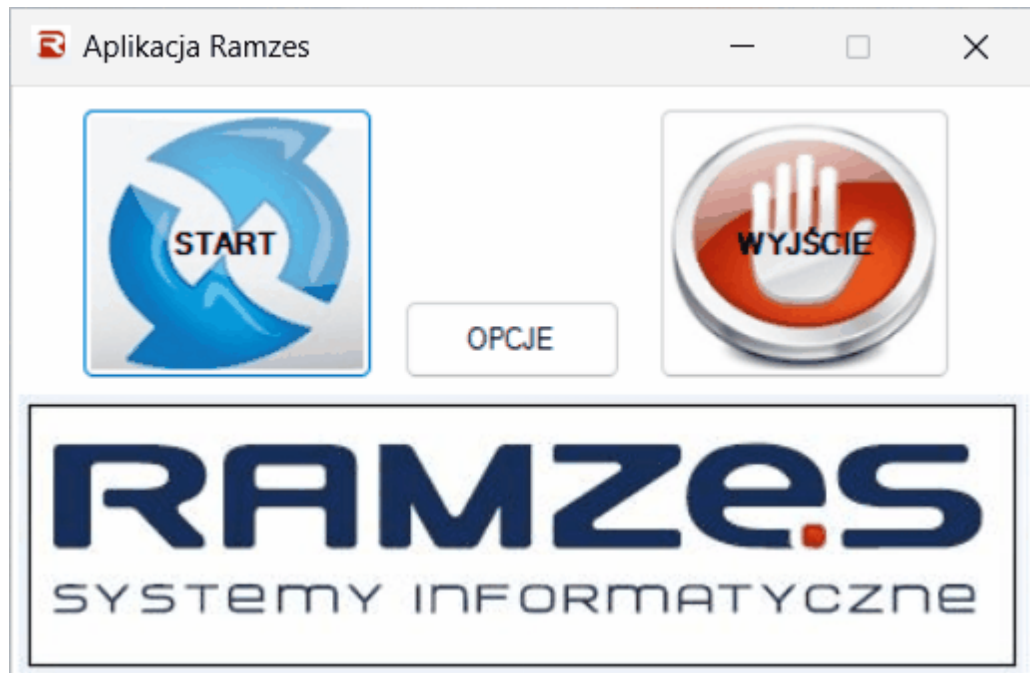 Aplikacja Ramzes
START
WYJŚCIE
OPCJE
RAMZES
SYSTEMY INFORMATYCZNE